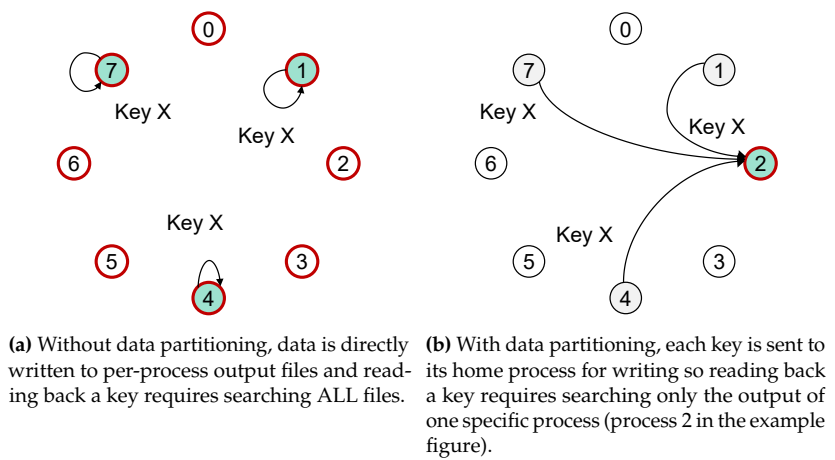 0
7
1
Key X
Key X
6
2
Key X
5
3
4
(a) Without data partitioning, data is directly
written to per-process output files and read-
ing back a key requires searching ALL files.
0
7
1
Key X
Key X
6
2
Key X
5
3
4
(b) With data partitioning, each key is sent to
its home process for writing so reading back
a key requires searching only the output of
one specific process (process 2 in the example
figure).